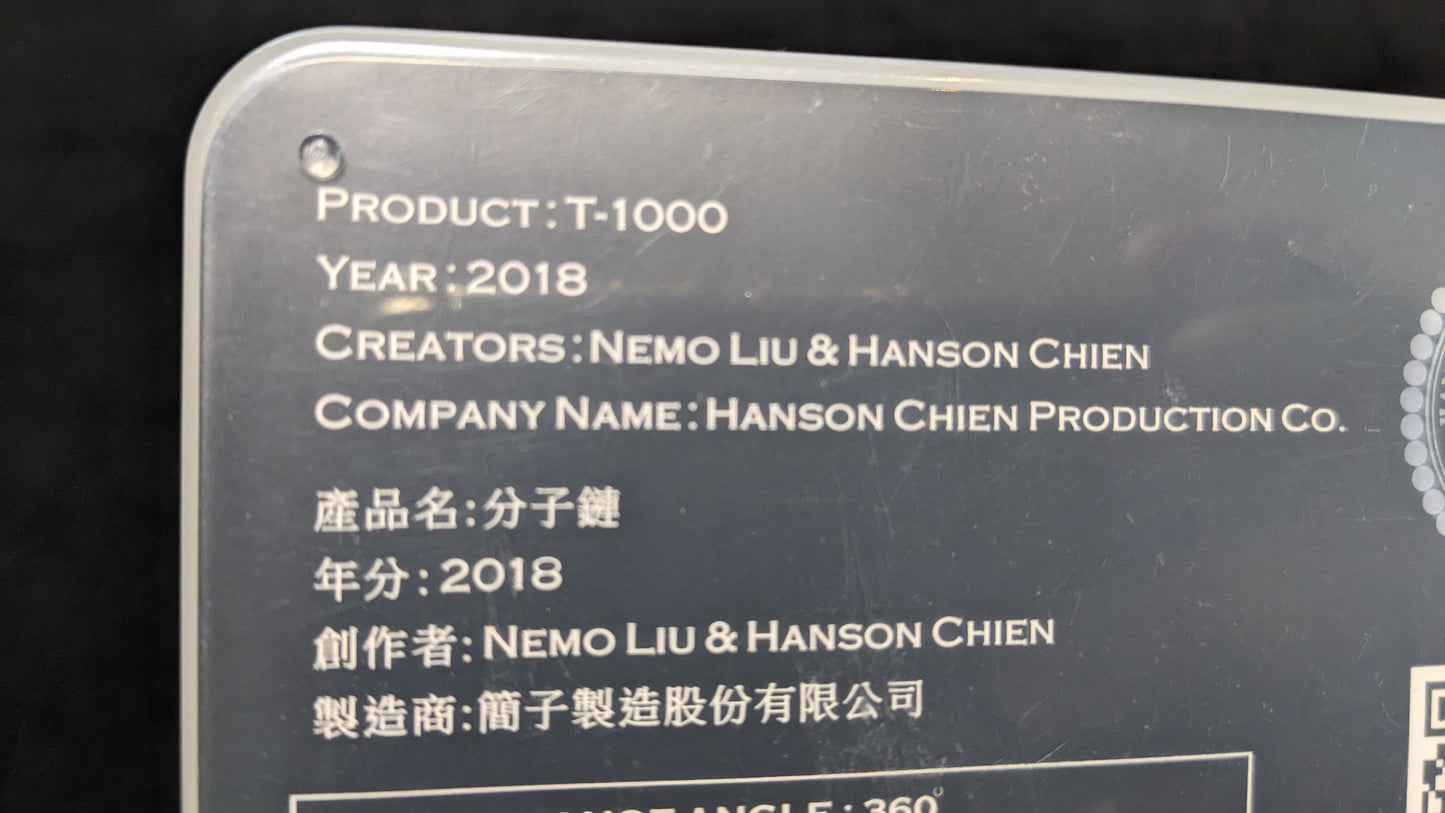 PRODUCT : T-1000
YEAR : 2018
CREATORS : NEMO LIU & HANSON CHIEN
COMPANY NAME : HANSON CHIEN PRODUCTION CO.
產品名:分子鏈
年分:2018
創作者: NEMO LIU & HANSON CHIEN
製造商:簡子製造股份有限公司
ANGLE : 360°